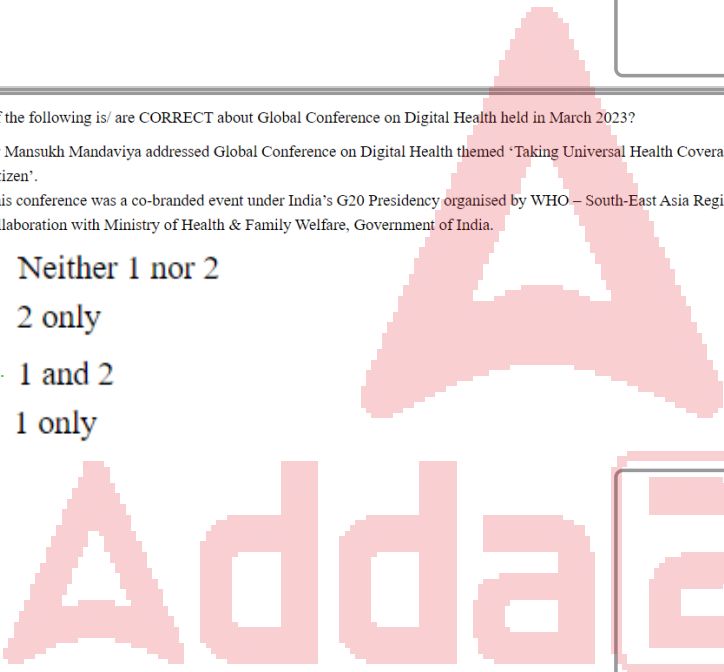 the following is/ are CORRECT about Global Conference on Digital Health held in March 2023?
Mansukh Mandaviya addressed Global Conference on Digital Health themed ‘Taking Universal Health Covera
izen’.
is conference was a co-branded event under India’s G20 Presidency organised by WHO – South-East Asia Regi
llaboration with Ministry of Health & Family Welfare, Government of India.
Neither 1 nor 2
2 only
1 and 2
1 only
Adda